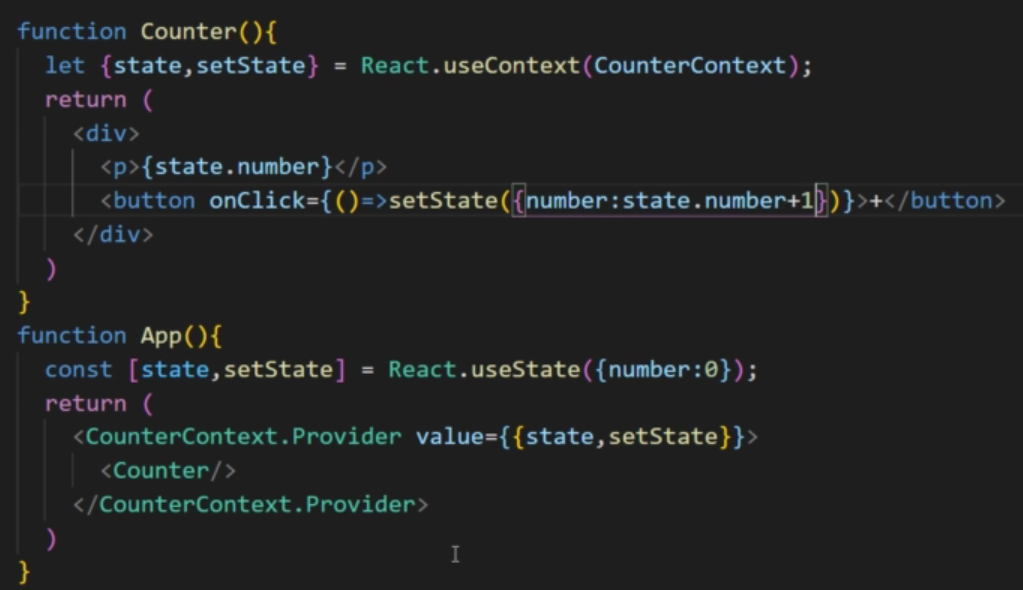 function Counter(){
  let {state,setState} = React.useContext(CounterContext);
  return (
    <div>
      <p>{state.number}</p>
      <button onClick={()=>setState({number:state.number+1})}>+</button>
    </div>
  )
}
function App(){
  const [state,setState] = React.useState({number:0});
  return (
    <CounterContext.Provider value={{state,setState}}>
      <Counter/>
    </CounterContext.Provider>
  )
}